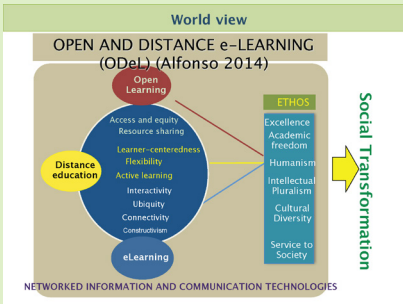 World view
OPEN AND DISTANCE e-LEARNING
(ODeL) (Alfonso 2014)
Open
Learning
Access and equity
Resource sharing
Learner-centeredness
Flexibility
Active learning
Interactivity
Ubiquity
Connectivity
Constructivism
Distance
education
eLearning
ETHOS
Excellence
Academic
freedom
Humanism
Intellectual
Pluralism
Cultural
Diversity
Service to
Society
Social Transformation
NETWORKED INFORMATION AND COMMUNICATION TECHNOLOGIES